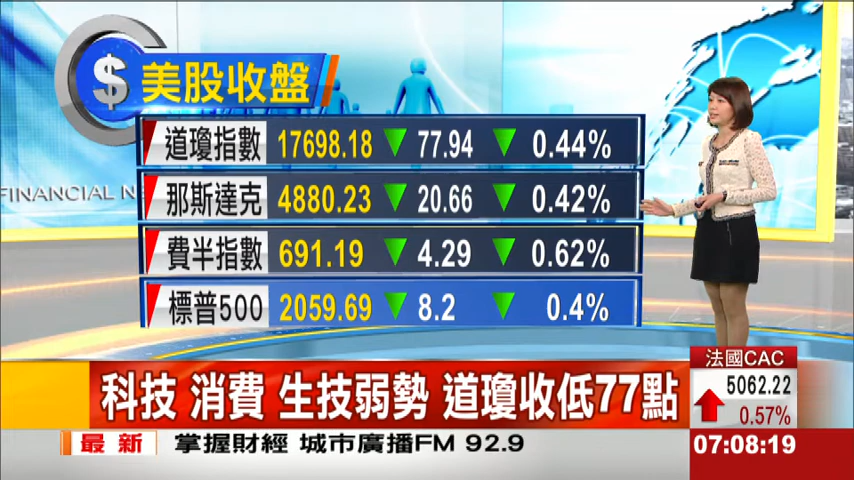 $
美股收盤
道瓊指數 17698.18 ▼ 77.94 ▼ 0.44%
那斯達克 4880.23 ▼ 20.66 ▼ 0.42%
費半指數 691.19 ▼ 4.29 ▼ 0.62%
標普500 2059.69 ▼ 8.2 ▼ 0.4%
FINANCIAL N
科技 消費 生技弱勢 道瓊收低77點
法國CAC
5062.22
0.57%
最新 掌握財經 城市廣播FM 92.9
07:08:19